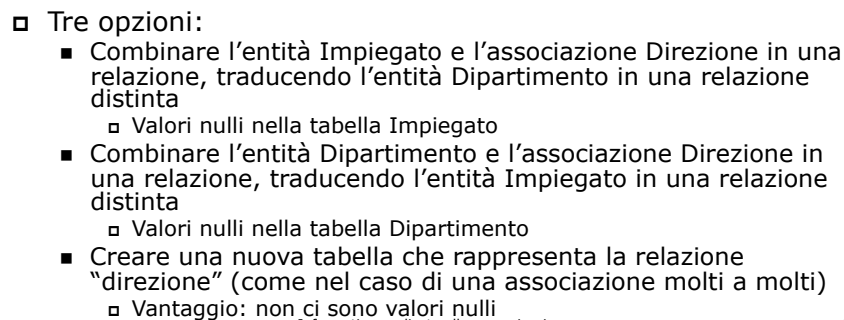 Tre opzioni:
Combinare l'entità Impiegato e l'associazione Direzione in una
relazione, traducendo l'entità Dipartimento in una relazione
distinta
Valori nulli nella tabella Impiegato
Combinare l'entità Dipartimento e l'associazione Direzione in
una relazione, traducendo l'entità Impiegato in una relazione
distinta
Valori nulli nella tabella Dipartimento
Creare una nuova tabella che rappresenta la relazione
"direzione" (come nel caso di una associazione molti a molti)
Vantaggio: non ci sono valori nulli